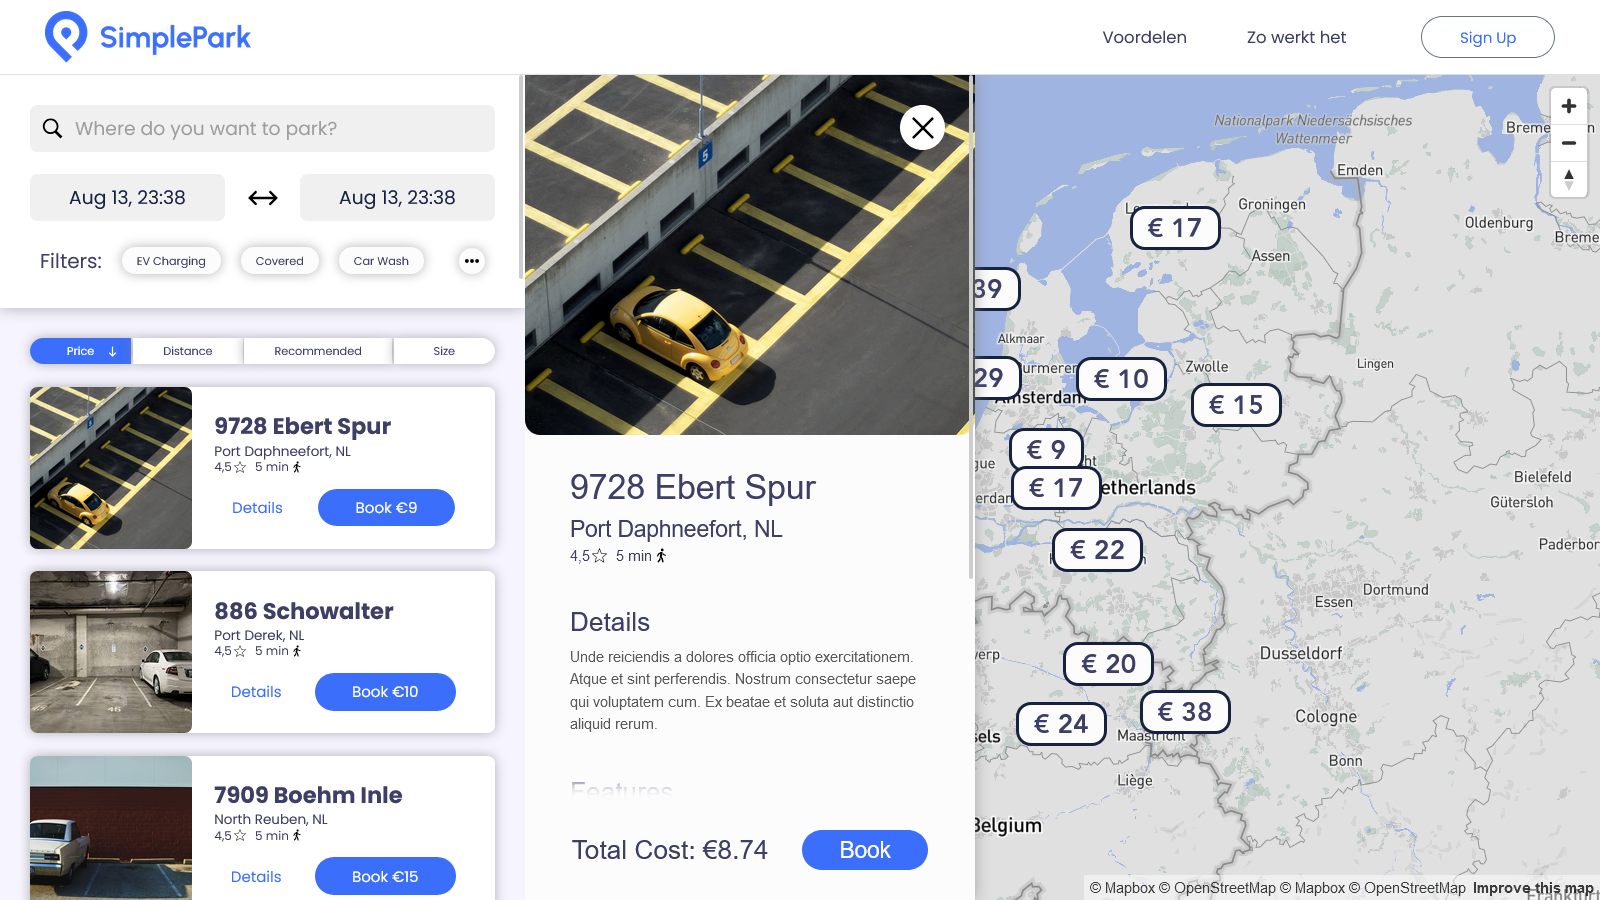 SimplePark
Voordelen
Zo werkt het
Sign Up
Where do you want to park?
Aug 13, 23:38
Aug 13, 23:38
Filters:
EV Charging
Covered
Car Wash
Price ↓
Distance
Recommended
Size
9728 Ebert Spur
Port Daphneefort, NL
4,5 5 min
Details
Book €9
886 Schowalter
Port Derek, NL
4,5 5 min
Details
Book €10
7909 Boehm Inle
North Reuben, NL
4,5 5 min
Details
Book €15
5
9728 Ebert Spur
Port Daphneefort, NL
4,5 5 min
Details
Unde reiciendis a dolores officia optio exercitationem.
Atque et sint perferendis. Nostrum consectetur saepe
qui voluptatem cum. Ex beatae et soluta aut distinctio
aliquid rerum.
Features
Total Cost: €8.74
Book
Nationalpark Niedersächsisches
Wattenmeer
Emden
Groningen
€ 17
Oldenburg
Assen
39
Alkmaar
Lingen
Zwolle
29
€ 10
Amsterdam
€ 15
€ 9
€ 17
etherlands
Bielefeld
Gütersloh
€ 22
Paderbor
Dortmund
Essen
Dusseldorf
€ 20
€ 24
€ 38
Cologne
Maastricht
Bonn
Liège
Belgium
© Mapbox © OpenStreetMap © Mapbox © OpenStreetMap Improve this map